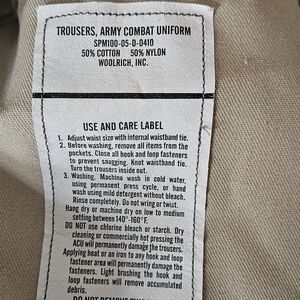 TROUSERS, ARMY COMBAT UNIFORM
SPM100-05-D-0410
50% COTTON 50% NYLON
WOOLRICH, INC.
USE AND CARE LABEL
1. Adjust waist size with internal waistband tie.
2. Before washing, remove all items from the
pockets. Close all hook and loop fasteners
to prevent snagging. Knot waistband tie.
Turn the trousers inside out.
3. Washing. Machine wash in cold water,
using permanent press cycle, or hand
wash using mild detergent without bleach.
Rinse completely. Do not wring or twist.
Hang dry or machine dry on low to medium
setting between 140°-160°F.
DO NOT use chlorine bleach or starch. Dry
cleaning or commercially hot pressing the
ACU will permanently damage the trousers.
Applying heat or an iron to any hook and loop
fastener area will permanently damage the
fasteners. Light brushing the hook and
loop fasteners will remove accumulated
debris.
DO NOT REMOVE